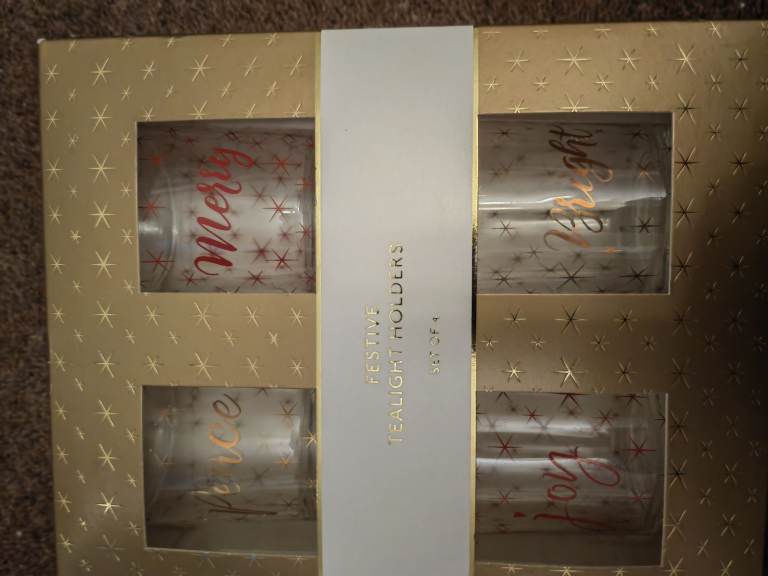 Peace
Merry
FESTIVE
TEALIGHT HOLDERS
SET OF 4
joy
Bright